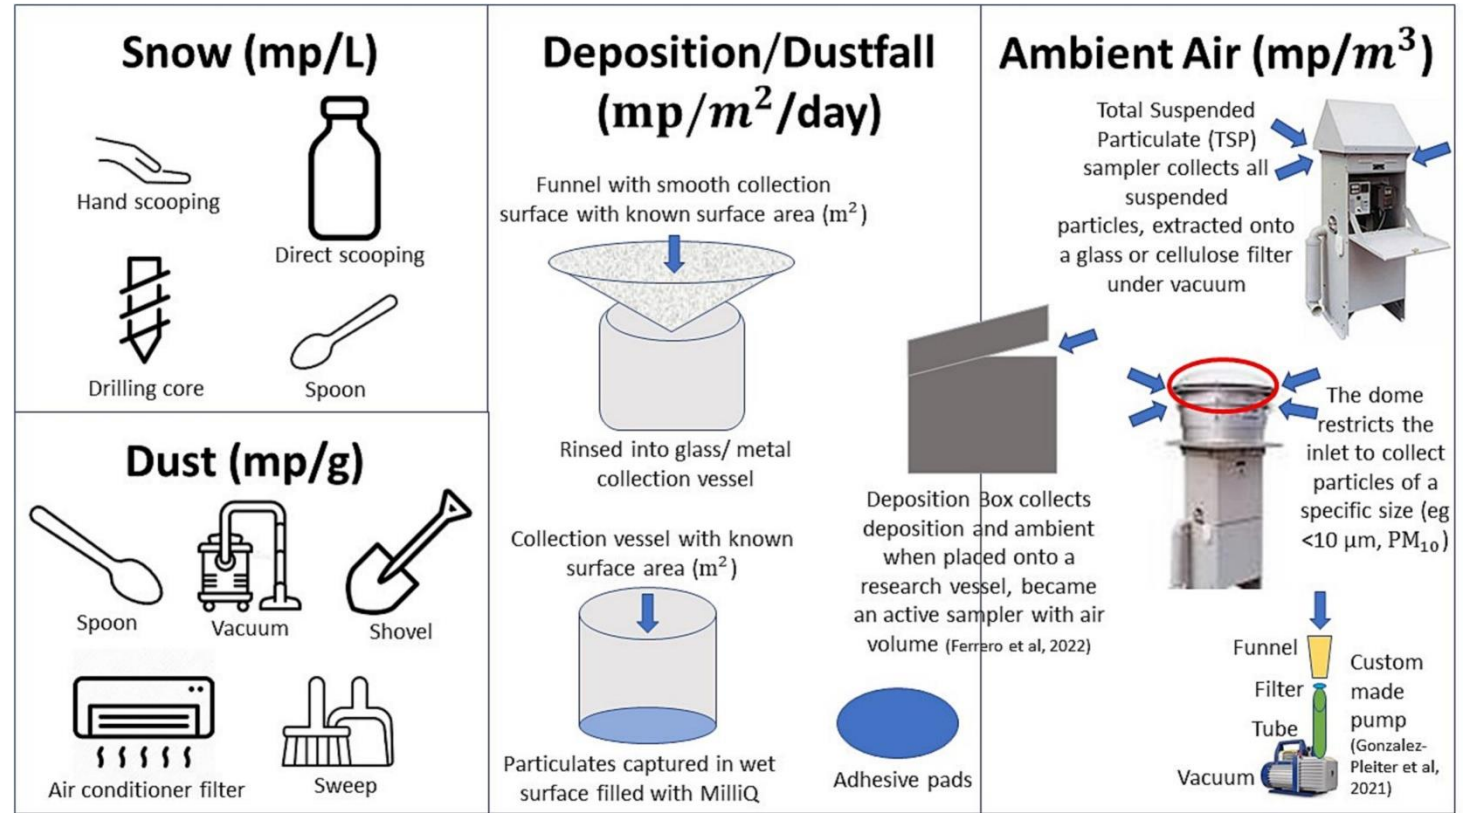 Snow (mp/L)
Hand scooping
Direct scooping
Drilling core
Spoon
Dust (mp/g)
Spoon
Vacuum
Shovel
Air conditioner filter
Sweep
Deposition/Dustfall
(mp/m²/day)
Funnel with smooth collection
surface with known surface area (m²)
Rinsed into glass/ metal
collection vessel
Collection vessel with known
surface area (m²)
Particulates captured in wet
surface filled with MilliQ
Deposition Box collects
deposition and ambient
when placed onto a
research vessel, became
an active sampler with air
volume (Ferrero et al, 2022)
Adhesive pads
Ambient Air (mp/m³)
Total Suspended
Particulate (TSP)
sampler collects all
suspended
particles, extracted onto
a glass or cellulose filter
under vacuum
The dome
restricts the
inlet to collect
particles of a
specific size (eg
<10 µm, PM₁₀)
Funnel
Filter
Tube
Vacuum
Custom
made
pump
(Gonzalez-
Pleiter et al,
2021)